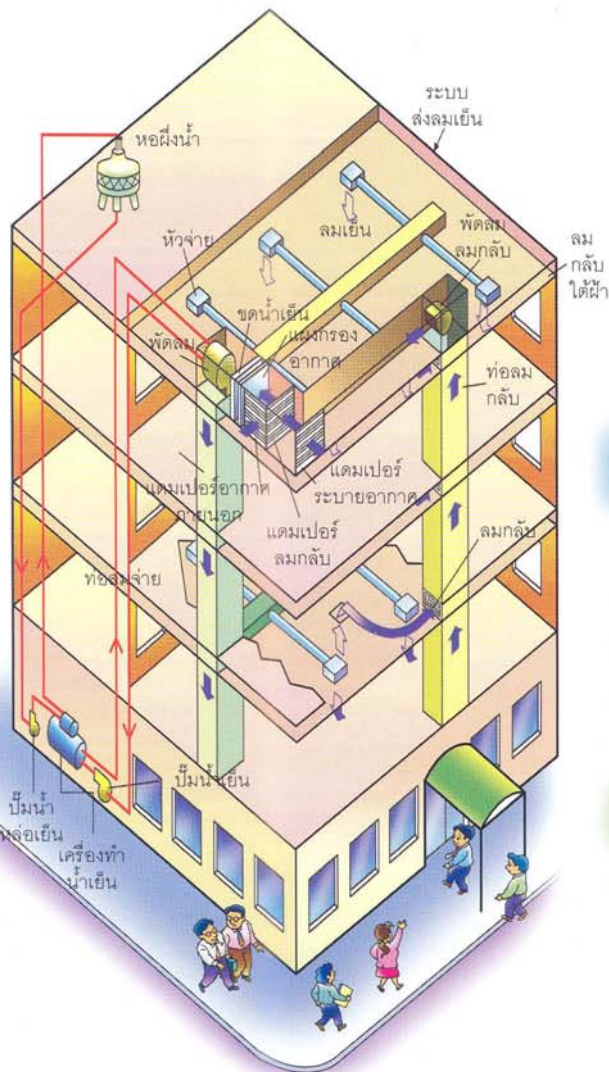 ระบบ
ส่งลมเย็น
หอผึ่งน้ำ
ลมเย็น
พัดลม
ลมกลับ
หัวจ่าย
ลม
กลับ
ใต้ฝ้า
ขดน้ำเย็น
แผงกรอง
อากาศ
พัดลม
ท่อลม
กลับ
แดมเปอร์
ระบายอากาศ
แดมเปอร์อากาศ
ภายนอก
แดมเปอร์
ลมกลับ
ลมกลับ
ท่อลมจ่าย
ปั๊มน้ำเย็น
ปั๊มน้ำ
หล่อเย็น
เครื่องทำ
น้ำเย็น